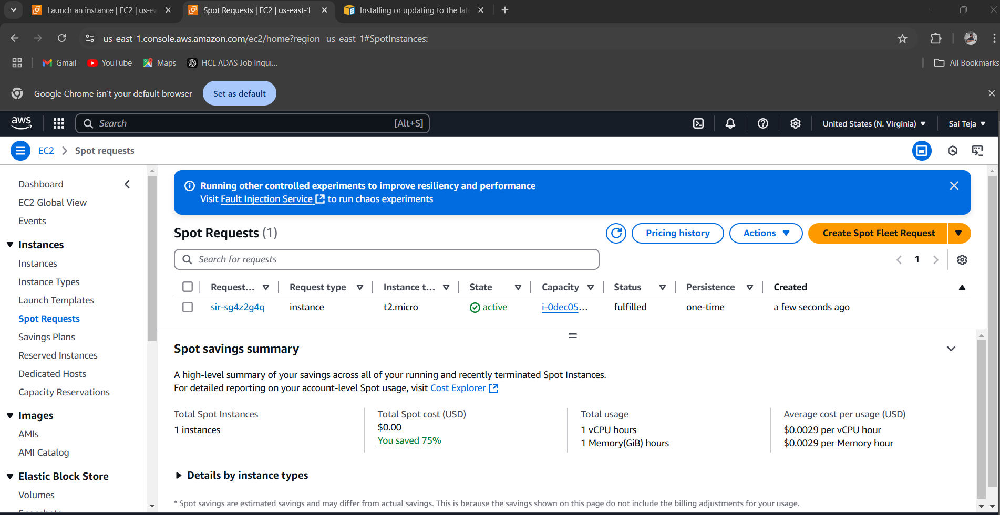 Launch an instance | EC2 | us-ea
Spot Requests | EC2 | us-east-1
Installing or updating to the lat
us-east-1.console.aws.amazon.com/ec2/home?region=us-east-1#SpotInstances:
Gmail
YouTube
Maps
HCL ADAS Job Inqui...
All Bookmarks
Google Chrome isn't your default browser
Set as default
aws
Search
[Alt+S]
United States (N. Virginia)
Sai Teja
EC2
Spot requests
Dashboard
EC2 Global View
Events
Instances
Instances
Instance Types
Launch Templates
Spot Requests
Savings Plans
Reserved Instances
Dedicated Hosts
Capacity Reservations
Images
AMIs
AMI Catalog
Elastic Block Store
Volumes
Snapshots
Running other controlled experiments to improve resiliency and performance
Visit Fault Injection Service to run chaos experiments
Spot Requests (1)
Pricing history
Actions
Create Spot Fleet Request
Search for requests
1
Request... Request type Instance t... State Capacity Status Persistence Created
sir-sg4z2g4q instance t2.micro active i-0dec05... fulfilled one-time a few seconds ago
Spot savings summary
A high-level summary of your savings across all of your running and recently terminated Spot Instances.
For detailed reporting on your account-level Spot usage, visit Cost Explorer
Total Spot Instances
1 instances
Total Spot cost (USD)
$0.00
You saved 75%
Total usage
1 vCPU hours
1 Memory(GiB) hours
Average cost per usage (USD)
$0.0029 per vCPU hour
$0.0029 per Memory hour
Details by instance types
* Spot savings are estimated savings and may differ from actual savings. This is because the savings shown on this page do not include the billing adjustments for your usage.